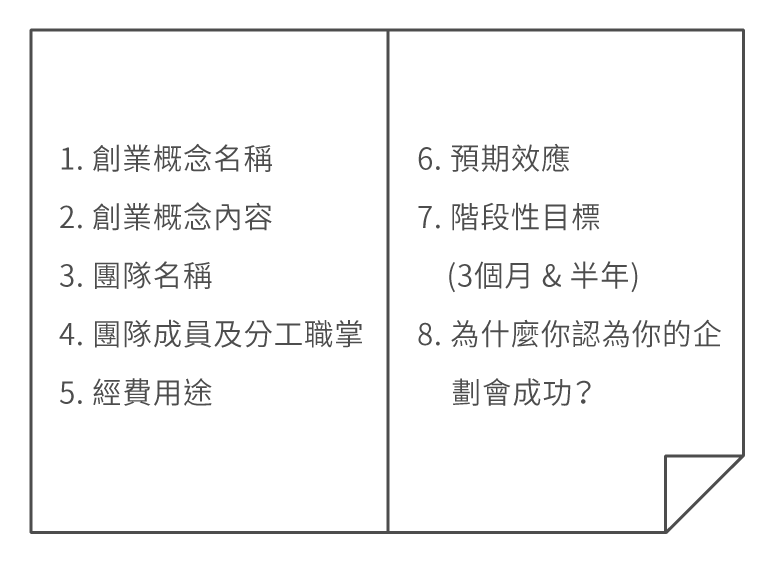 1. 創業概念名稱
2. 創業概念內容
3. 團隊名稱
4. 團隊成員及分工職掌
5. 經費用途
6. 預期效應
7. 階段性目標
(3個月 & 半年)
8. 為什麼你認為你的企
劃會成功?